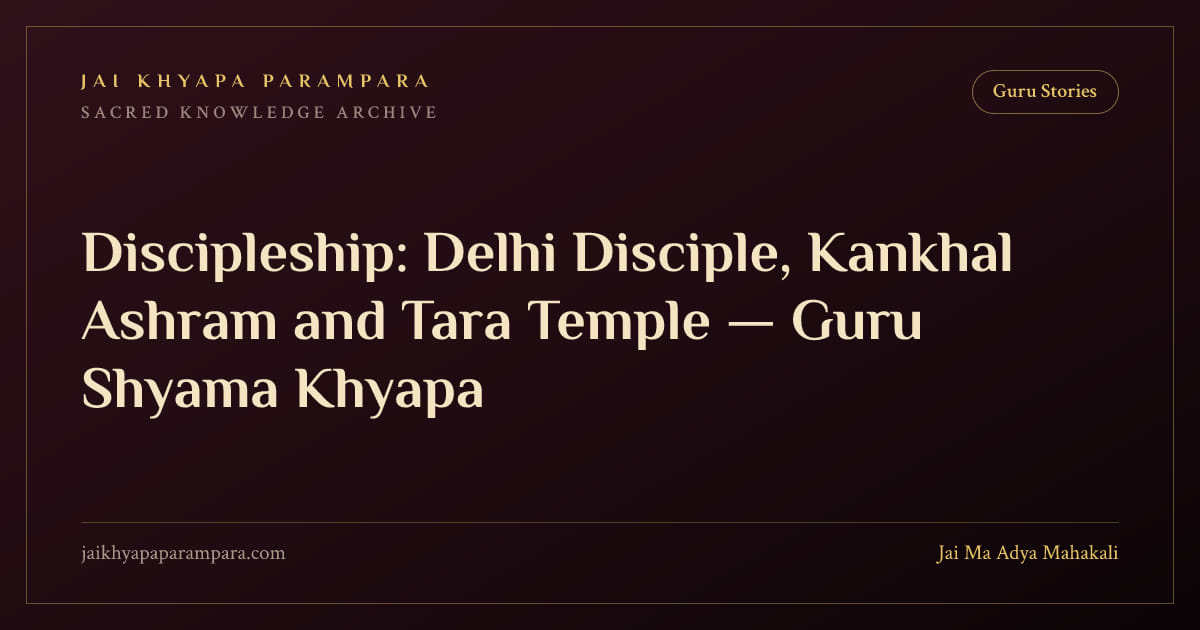 JAI KHYAPA PARAMPARA
SACRED KNOWLEDGE ARCHIVE
Guru Stories
Discipleship: Delhi Disciple, Kankhal
Ashram and Tara Temple — Guru
Shyama Khyapa
jaikhyapaparampara.com
Jai Ma Adya Mahakali